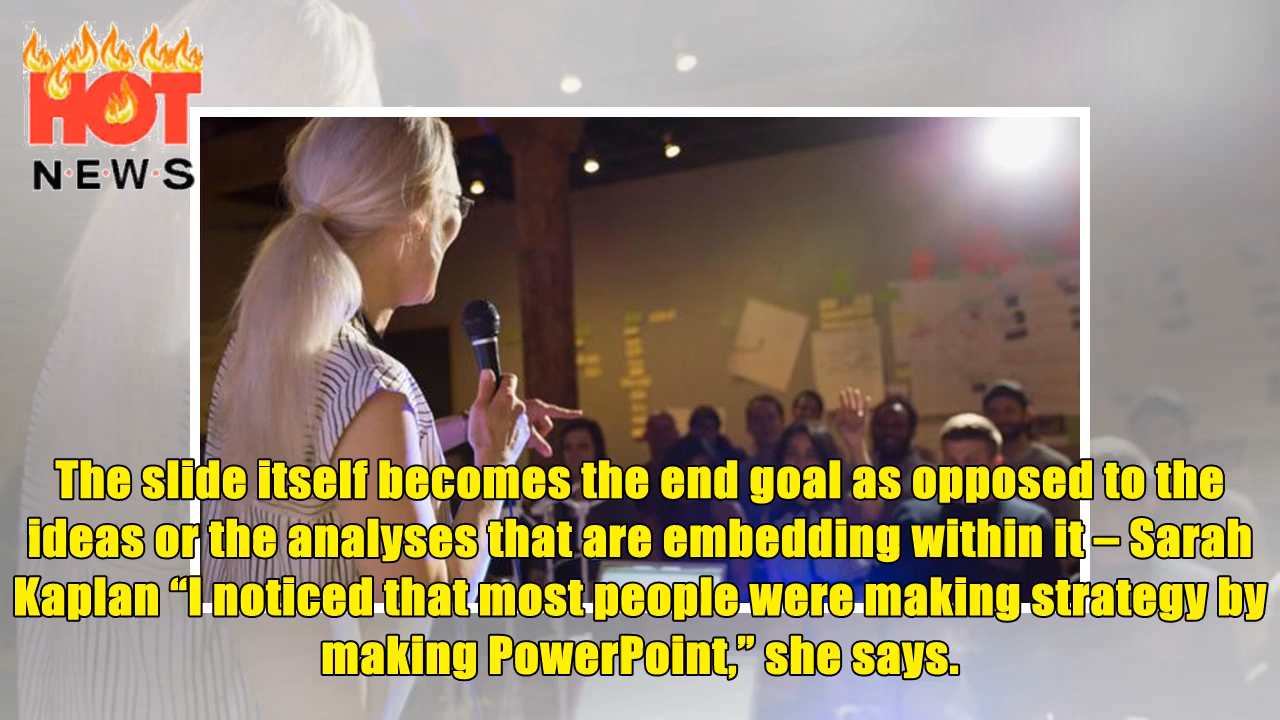 HOT
N·E·W·S
The slide itself becomes the end goal as opposed to the
ideas or the analyses that are embedding within it – Sarah
Kaplan “I noticed that most people were making strategy by
making PowerPoint,” she says.